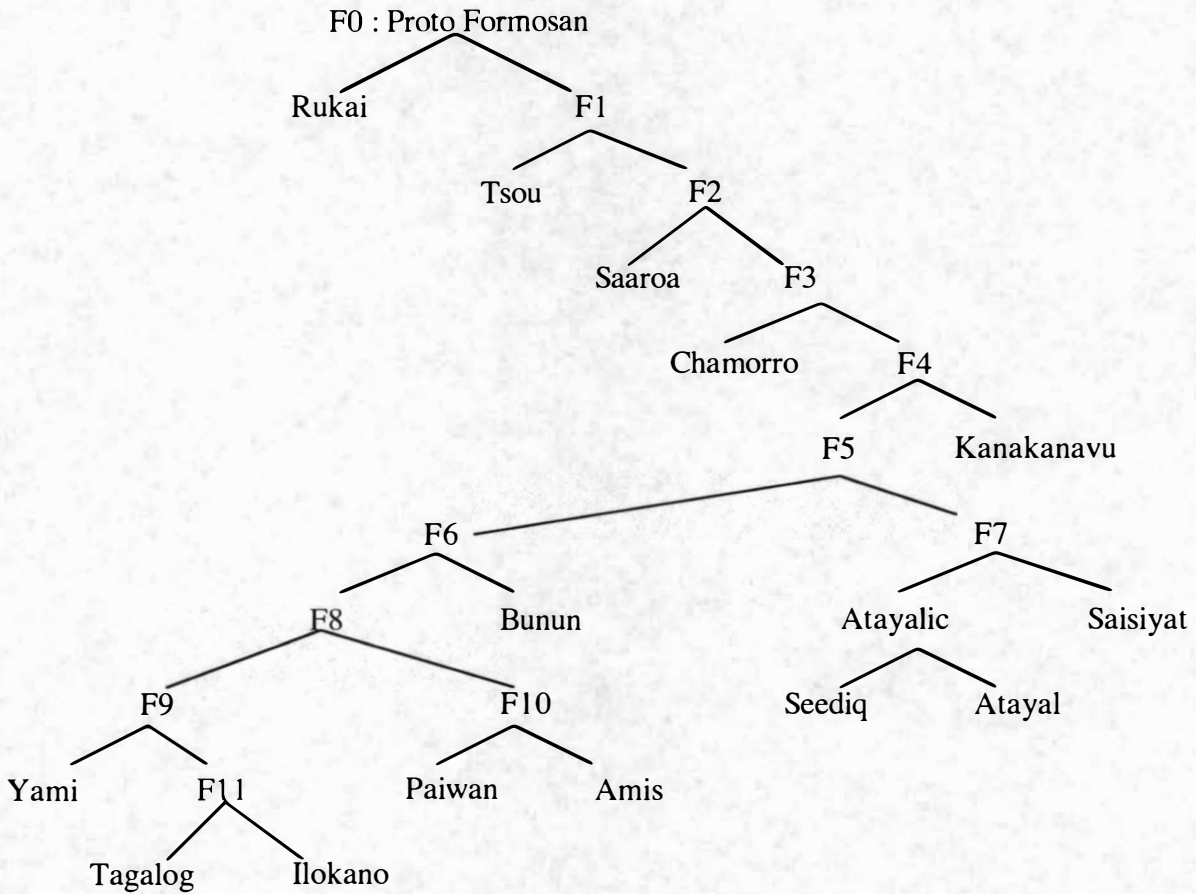 F0 : Proto Formosan
Rukai F1
Tsou F2
Saaroa F3
Chamorro F4
F5 Kanakanavu
F6 F7
F8 Bunun Atayalic Saisiyat
F9 F10 Seediq Atayal
Yami F11 Paiwan Amis
Tagalog Ilokano